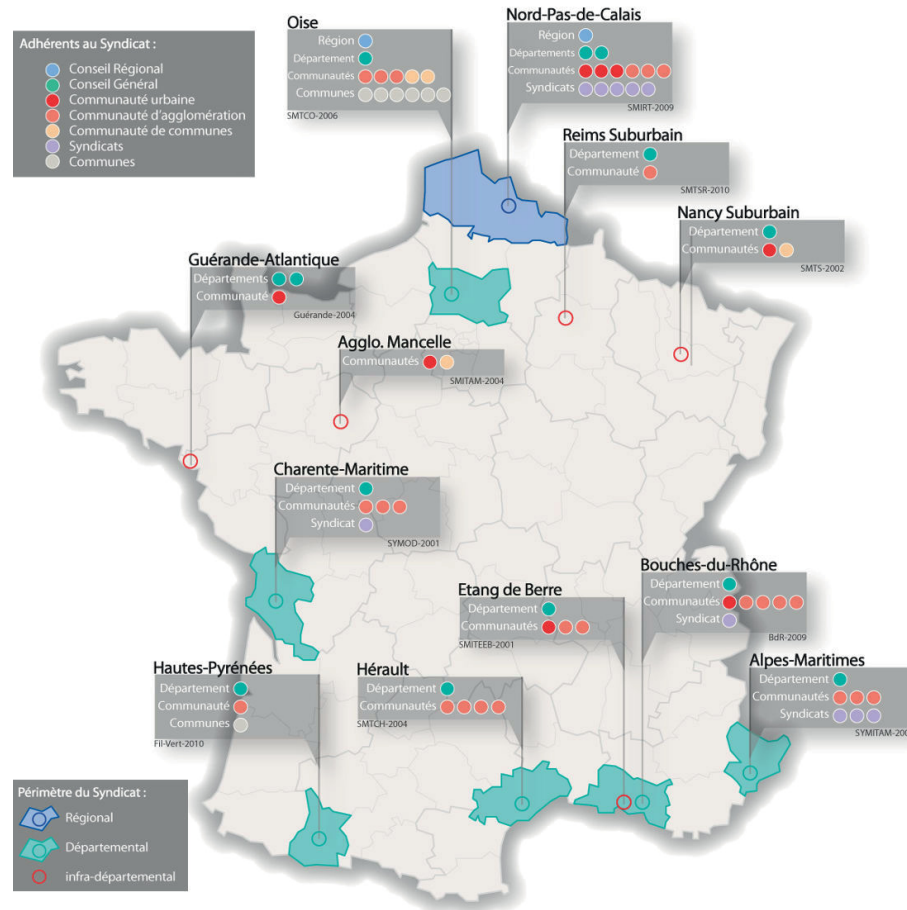 Adhérents au Syndicat :
Conseil Régional
Conseil Général
Communauté urbaine
Communauté d'agglomération
Communauté de communes
Syndicats
Communes
Oise
Région
Département
Communautés
Communes
SMTCO-2006
Nord-Pas-de-Calais
Région
Départements
Communautés
Syndicats
SMIRT-2009
Reims Suburbain
Département
Communauté
SMTSR-2010
Nancy Suburbain
Département
Communautés
SMTS-2002
Guérande-Atlantique
Départements
Communauté
Guérande-2004
Agglo. Mancelle
Communautés
SMITAM-2004
Charente-Maritime
Département
Communautés
Syndicat
SYMOD-2001
Etang de Berre
Département
Communautés
SMITEEB-2001
Bouches-du-Rhône
Département
Communautés
Syndicat
BdR-2009
Hautes-Pyrénées
Département
Communauté
Communes
Fil-Vert-2010
Hérault
Département
Communautés
SMTCH-2004
Alpes-Maritimes
Département
Communautés
Syndicats
Périmètre du Syndicat :
Régional
Départemental
infra-départemental